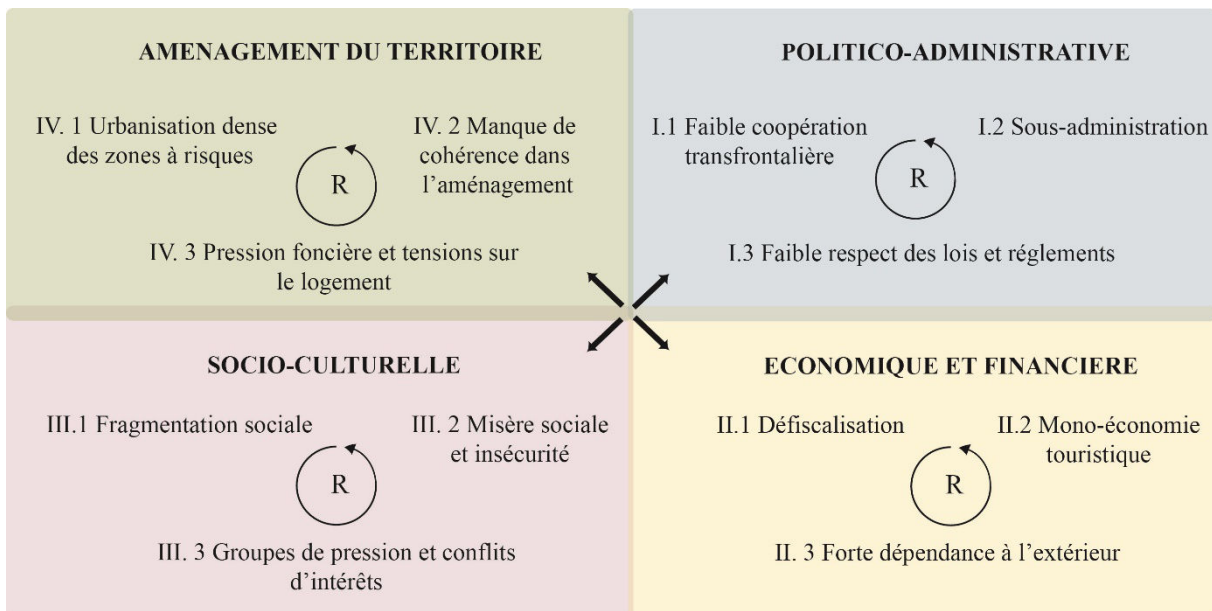 AMENAGEMENT DU TERRITOIRE
IV. 1 Urbanisation dense
des zones à risques
IV. 2 Manque de
cohérence dans
l’aménagement
R
IV. 3 Pression foncière et tensions sur
le logement
POLITICO-ADMINISTRATIVE
I.1 Faible coopération
transfrontalière
I.2 Sous-administration
R
I.3 Faible respect des lois et réglements
SOCIO-CULTURELLE
III.1 Fragmentation sociale
III. 2 Misère sociale
et insécurité
R
III. 3 Groupes de pression et conflits
d’intérêts
ECONOMIQUE ET FINANCIERE
II.1 Défiscalisation
II.2 Mono-économie
touristique
R
II. 3 Forte dépendance à l’extérieur